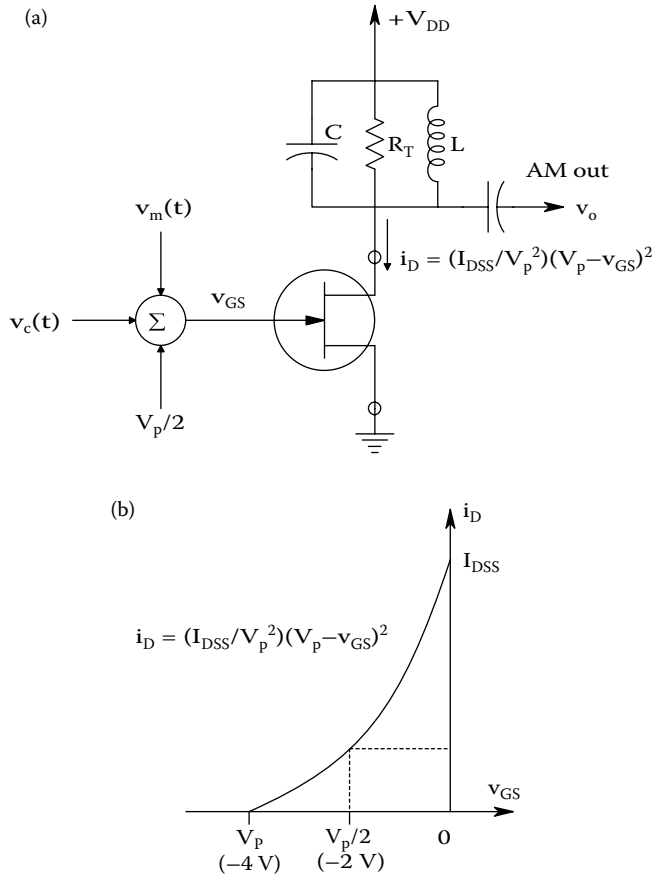 (a)
+V_DD
C
R_T
L
AM out
v_o
v_m(t)
i_D = (I_DSS/V_p^2)(V_p–v_GS)^2
v_GS
v_c(t)
Σ
V_p/2
(b)
i_D
I_DSS
i_D = (I_DSS/V_p^2)(V_p–v_GS)^2
v_GS
V_P
V_p/2
0
(–4 V)
(–2 V)